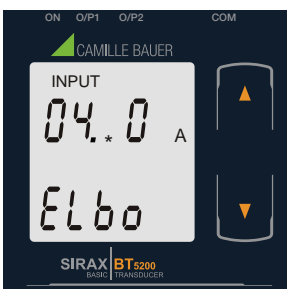 ON O/P1 O/P2 COM
CAMILLE BAUER
INPUT
04.*0 A
ELbo
SIRAX BT5200
BASIC TRANSDUCER